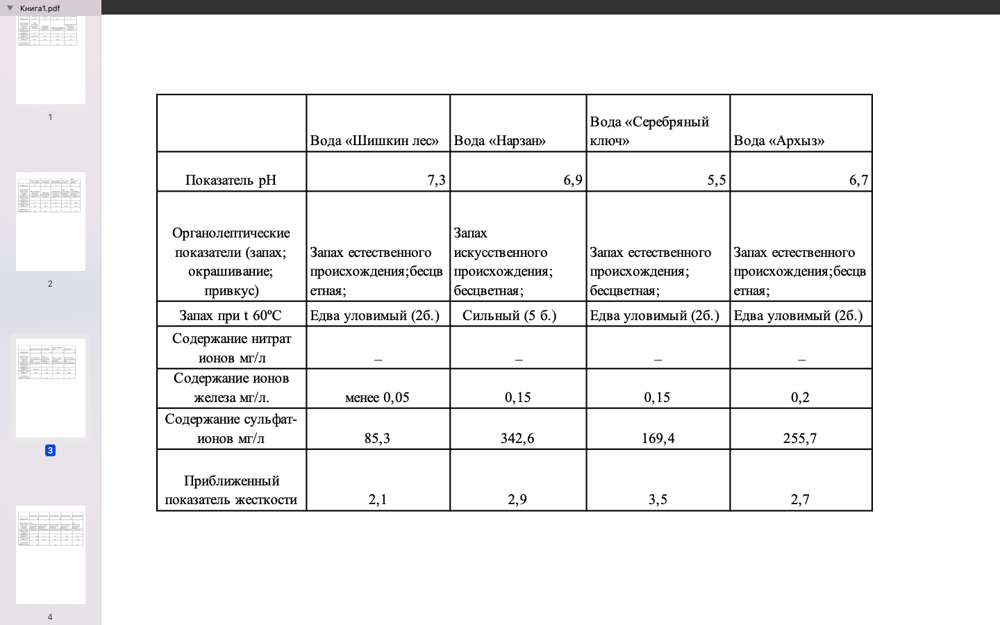 Книга1.pdf
1
2
3
4
Вода «Шишкин лес»
Вода «Нарзан»
Вода «Серебряный
ключ»
Вода «Архыз»
Показатель pH
7,3
6,9
5,5
6,7
Органолептические
показатели (запах;
окрашивание;
привкус)
Запах естественного
происхождения;бесцв
етная;
Запах
искусственного
происхождения;
бесцветная;
Запах естественного
происхождения;
бесцветная;
Запах естественного
происхождения;бесцв
етная;
Запах при t 60ºС
Едва уловимый (2б.)
Сильный (5 б.)
Едва уловимый (2б.)
Едва уловимый (2б.)
Содержание нитрат
ионов мг/л
–
–
–
–
Содержание ионов
железа мг/л.
менее 0,05
0,15
0,15
0,2
Содержание сульфат-
ионов мг/л
85,3
342,6
169,4
255,7
Приближенный
показатель жесткости
2,1
2,9
3,5
2,7